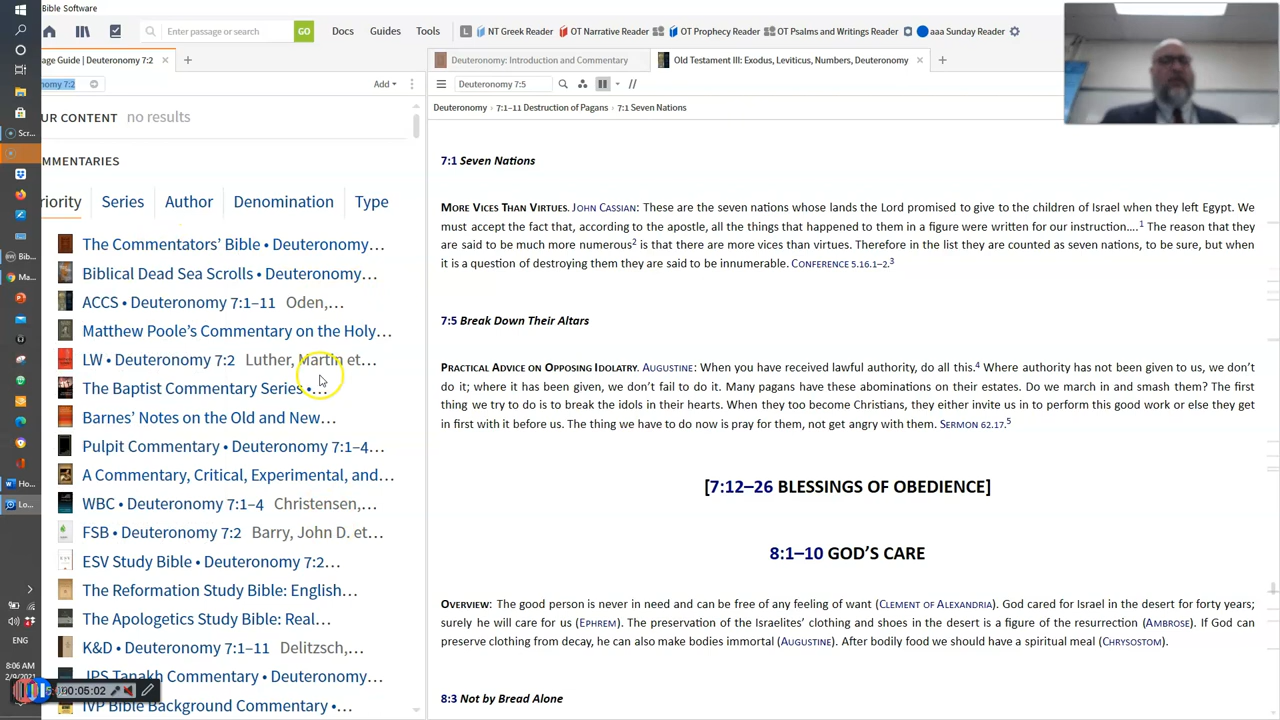 Bible Software
Enter passage or search GO Docs Guides Tools L NT Greek Reader OT Narrative Reader OT Prophecy Reader OT Psalms and Writings Reader aaa Sunday Reader
age Guide | Deuteronomy 7:2 × + Deuteronomy: Introduction and Commentary Old Testament III: Exodus, Leviticus, Numbers, Deuteronomy × +
nomy 7:2 Add Deuteronomy 7:5
UR CONTENT no results
Deuteronomy › 7:1–11 Destruction of Pagans › 7:1 Seven Nations
MMENTARIES
iority Series Author Denomination Type
The Commentators’ Bible • Deuteronomy…
Biblical Dead Sea Scrolls • Deuteronomy…
ACCS • Deuteronomy 7:1–11 Oden,…
Matthew Poole’s Commentary on the Holy…
LW • Deuteronomy 7:2 Luther, Martin et…
The Baptist Commentary Series •…
Barnes’ Notes on the Old and New…
Pulpit Commentary • Deuteronomy 7:1–4…
A Commentary, Critical, Experimental, and…
WBC • Deuteronomy 7:1–4 Christensen,…
FSB • Deuteronomy 7:2 Barry, John D. et…
ESV Study Bible • Deuteronomy 7:2…
The Reformation Study Bible: English…
The Apologetics Study Bible: Real…
K&D • Deuteronomy 7:1–11 Delitzsch,…
JPS Tanakh Commentary • Deuteronomy…
IVP Bible Background Commentary •…
7:1 Seven Nations
MORE VICES THAN VIRTUES. JOHN CASSIAN: These are the seven nations whose lands the Lord promised to give to the children of Israel when they left Egypt. We
must accept the fact that, according to the apostle, all the things that happened to them in a figure were written for our instruction.…1 The reason that they
are said to be much more numerous2 is that there are more vices than virtues. Therefore in the list they are counted as seven nations, to be sure, but when
it is a question of destroying them they are said to be innumerable. CONFERENCE 5.16.1–2.3
7:5 Break Down Their Altars
PRACTICAL ADVICE ON OPPOSING IDOLATRY. AUGUSTINE: When you have received lawful authority, do all this.4 Where authority has not been given to us, we don’t
do it; where it has been given, we don’t fail to do it. Many pagans have these abominations on their estates. Do we march in and smash them? The first
thing we try to do is to break the idols in their hearts. When they too become Christians, they either invite us in to perform this good work or else they get
in first with it before us. The thing we have to do now is pray for them, not get angry with them. SERMON 62.17.5
[7:12–26 BLESSINGS OF OBEDIENCE]
8:1–10 GOD’S CARE
OVERVIEW: The good person is never in need and can be free of any feeling of want (CLEMENT OF ALEXANDRIA). God cared for Israel in the desert for forty years;
surely he will care for us (EPHREM). The preservation of the Israelites’ clothing and shoes in the desert is a figure of the resurrection (AMBROSE). If God can
preserve clothing from decay, he can also make bodies immortal (AUGUSTINE). After bodily food we should have a spiritual meal (CHRYSOSTOM).
8:3 Not by Bread Alone
Scr...
Bib...
Ma...
Ho...
Lo...
ENG
8:06 AM
2/9/2021
00:05:02